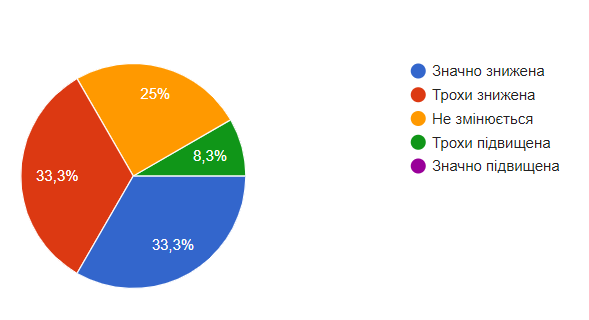 25%
8,3%
33,3%
33,3%
Значно знижена
Трохи знижена
Не змінюється
Трохи підвищена
Значно підвищена